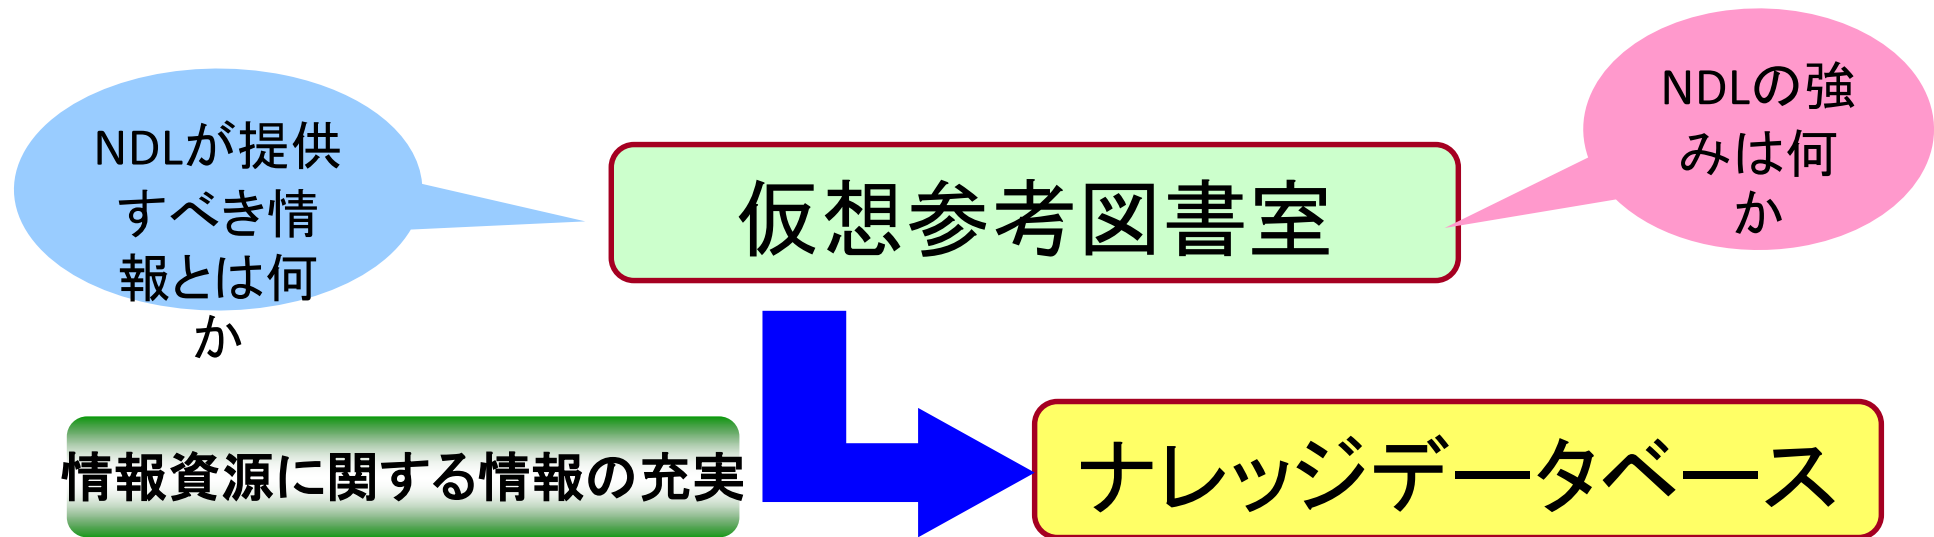 NDLが提供
すべき情
報とは何
か
仮想参考図書室
NDLの強
みは何
か
情報資源に関する情報の充実
ナレッジデータベース